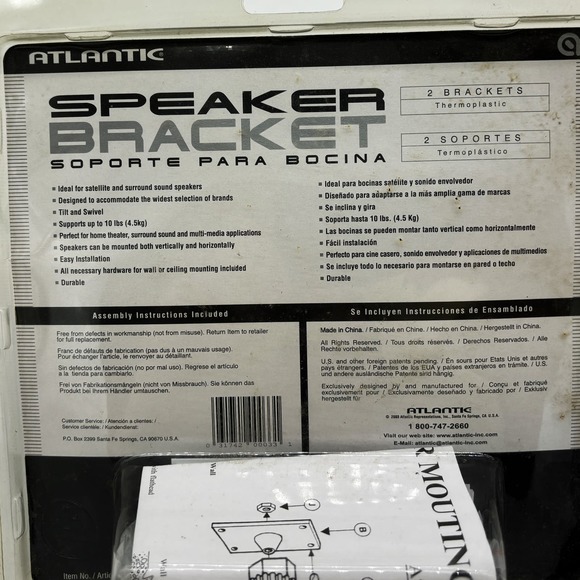 ATLANTIC
SPEAKER
BRACKET
SOPORTE PARA BOCINA
2 BRACKETS
Thermoplastic
2 SOPORTES
Termoplástico
Ideal for satellite and surround sound speakers
Designed to accommodate the widest selection of brands
Tilt and Swivel
Supports up to 10 lbs (4.5kg)
Perfect for home theater, surround sound and multi-media applications
Speakers can be mounted both vertically and horizontally
Easy Installation
All necessary hardware for wall or ceiling mounting included
Durable
Ideal para bocinas satélite y sonido envolvedor
Diseñado para adaptarse a la más amplia gama de marcas
Se inclina y gira
Soporta hasta 10 lbs. (4.5 Kg)
Las bocinas se pueden montar tanto vertical como horizontalmente
Fácil instalación
Perfecto para cine casero, sonido envolvedor y aplicaciones de multimedios
Se incluye todo lo necesario para montarse en pared o techo
Durable
Assembly Instructions Included
Free from defects in workmanship (not from misuse). Return item to retailer
for full replacement.
Franc de défauts de fabrication (pas dus à un mauvais usage).
Pour échanger l'article, le renvoyer au détaillant.
Sin defectos de fabricación (no por mal uso). Regrese el artículo
a la tienda para cambiarlo.
Frei von Fabrikationsmängeln (nicht von Missbrauch). Sie können das
Produkt bei Ihrem Händler umtauschen.
Customer Service: / Atención al cliente: /
Service clientèle: / Kundendienst:
P.O. Box 2399 Santa Fe Springs, CA 90670 U.S.A.
Se Incluyen Instrucciones de Ensamblado
Made in China. / Fabriqué en Chine. / Hecho en China. / Hergestellt in China.
All Rights Reserved. / Tous droits réservés. / Derechos Reservados. / Alle
Rechte vorbehalten.
U.S. and other foreign patents pending. / En sours pour Etats Unis et autres
pays étrangers. / Patentes de los EUA y países extranjeros en trámite. / U.S.
und andere ausländische Patente sind hängig.
Exclusively designed by and manufactured for / Conçu et fabriqué
exclusivement pour / Exclusivamente diseñado y fabricado por / Exklusiv
hergestellt für
ATLANTIC
© 2003 Atlantic Representations, Inc., Santa Fe Springs, CA U.S.A.
1 800-747-2660
Visit our web site: www.atlantic-inc.com
E-Mail: atlantic@atlantic-inc.com
Wall
J
B
R MOUTING
Item No. / Artic